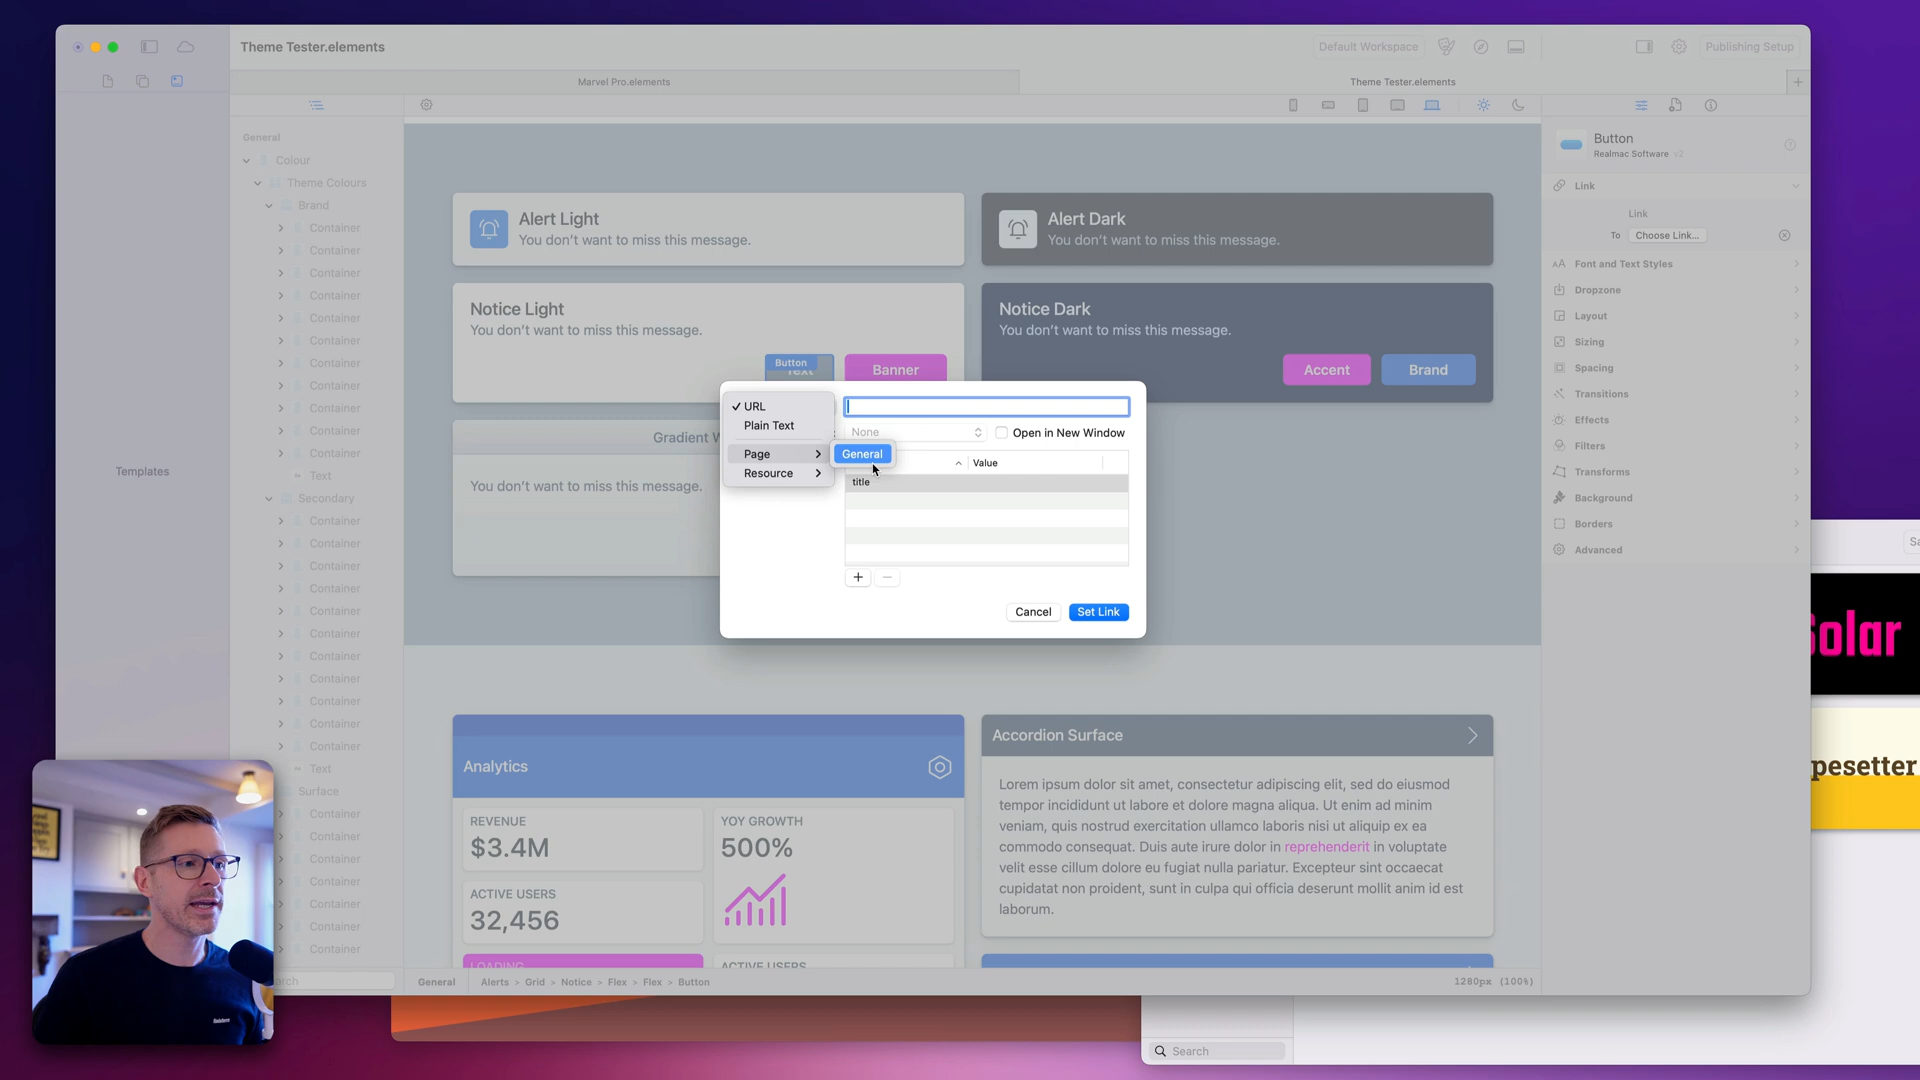 Theme Tester.elements
Default Workspace
Publishing Setup
Marvel Pro.elements
Theme Tester.elements
General
Colour
Theme Colours
Brand
Container
Container
Container
Container
Container
Container
Container
Container
Container
Container
Container
Text
Secondary
Container
Container
Container
Container
Container
Container
Container
Container
Container
Container
Container
Text
Surface
Container
Container
Container
Container
Container
Container
Container
Templates
Alert Light
You don't want to miss this message.
Alert Dark
You don't want to miss this message.
Notice Light
You don't want to miss this message.
Button
Text
Banner
Notice Dark
You don't want to miss this message.
Accent
Brand
Gradient W
You don't want to miss this message.
URL
Plain Text
Page
Resource
General
None
Open in New Window
Value
title
Cancel
Set Link
Button
Realmac Software v2
Link
Link
To
Choose Link...
Font and Text Styles
Dropzone
Layout
Sizing
Spacing
Transitions
Effects
Filters
Transforms
Background
Borders
Advanced
Analytics
REVENUE
$3.4M
YOY GROWTH
500%
ACTIVE USERS
32,456
LOADING
ACTIVE USERS
Accordion Surface
Lorem ipsum dolor sit amet, consectetur adipiscing elit, sed do eiusmod
tempor incididunt ut labore et dolore magna aliqua. Ut enim ad minim
veniam, quis nostrud exercitation ullamco laboris nisi ut aliquip ex ea
commodo consequat. Duis aute irure dolor in reprehenderit in voluptate
velit esse cillum dolore eu fugiat nulla pariatur. Excepteur sint occaecat
cupidatat non proident, sunt in culpa qui officia deserunt mollit anim id est
laborum.
General
Alerts > Grid > Notice > Flex > Flex > Button
1280px (100%)
Solar
pesetter
Search